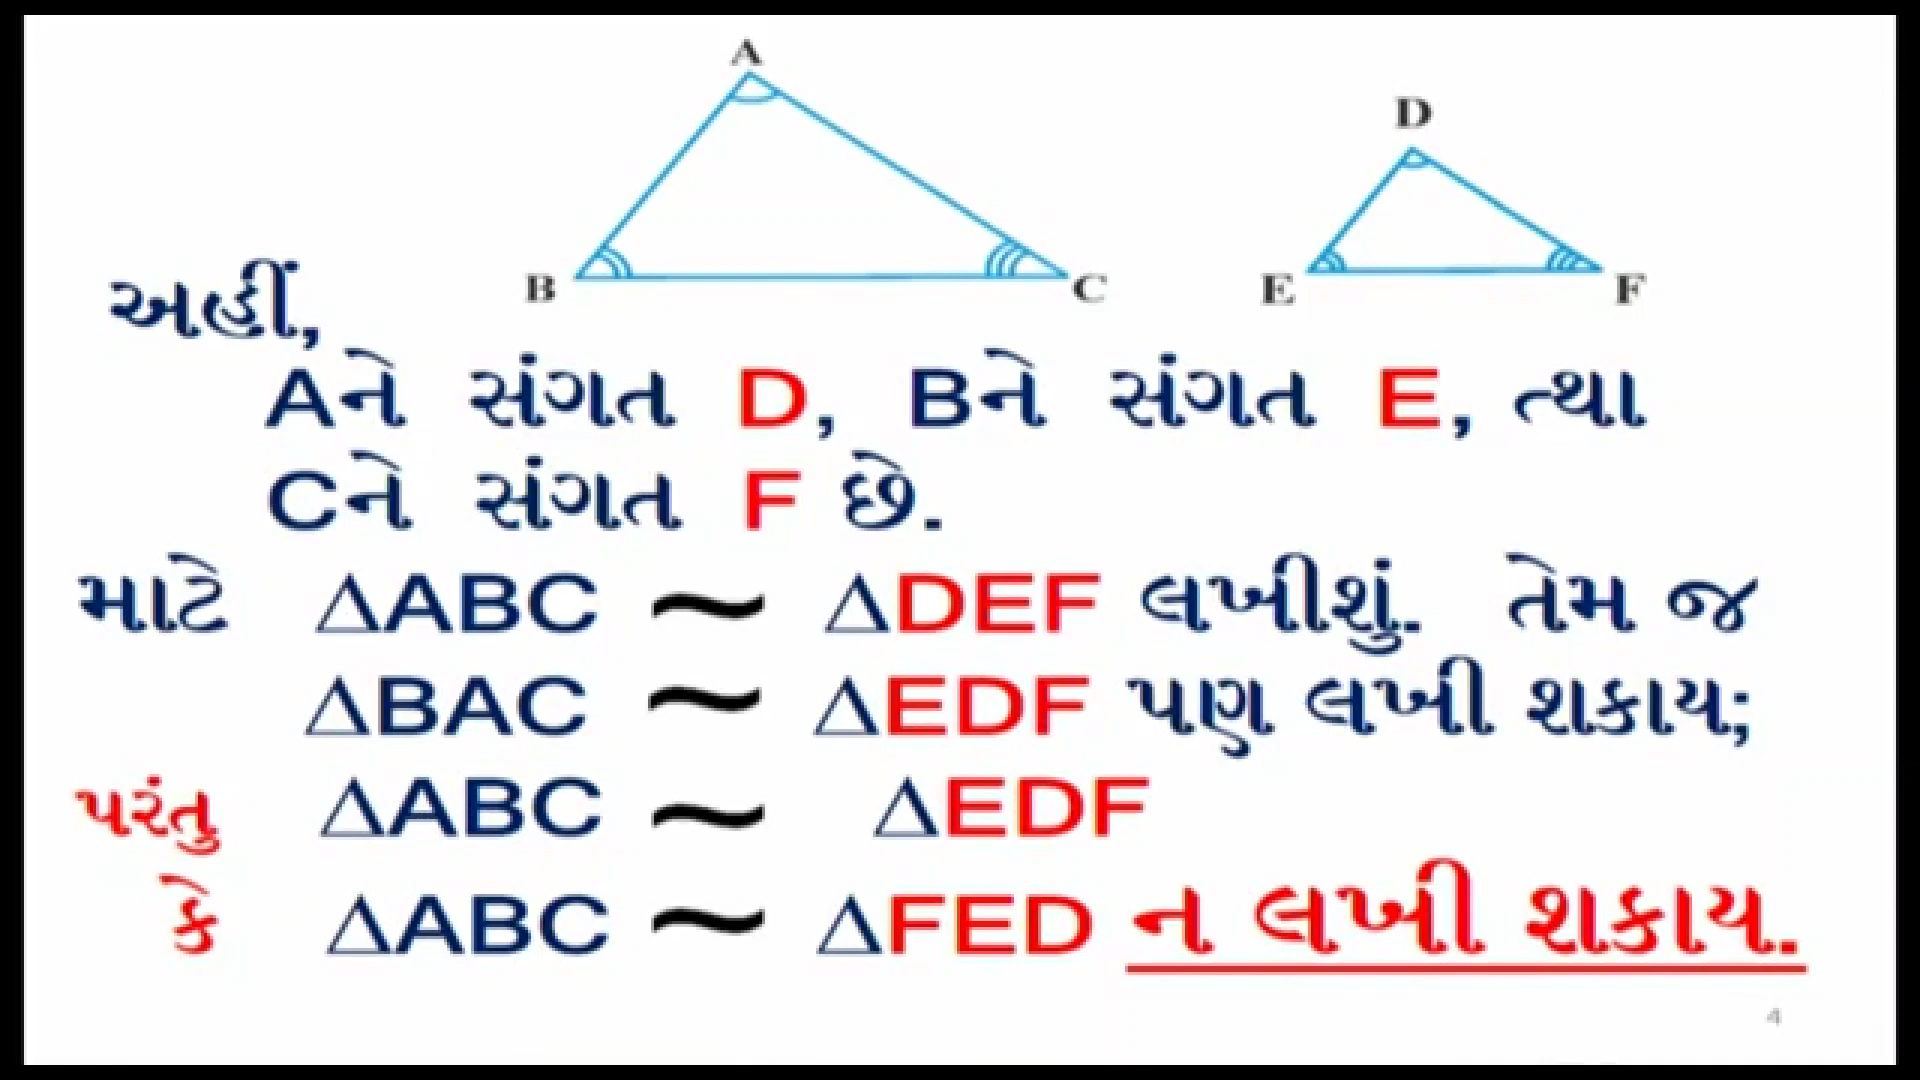 A
D
B
C
E
F
અહીં,
Aને સંગત D, Bને સંગત E, ત્થા
Cને સંગત F છે.
માટે ΔABC ~ ΔDEF લખીશું. તેમ જ
ΔBAC ~ ΔEDF પણ લખી શકાય;
પરંતુ ΔABC ~ ΔEDF
કે ΔABC ~ ΔFED ન લખી શકાય.
4